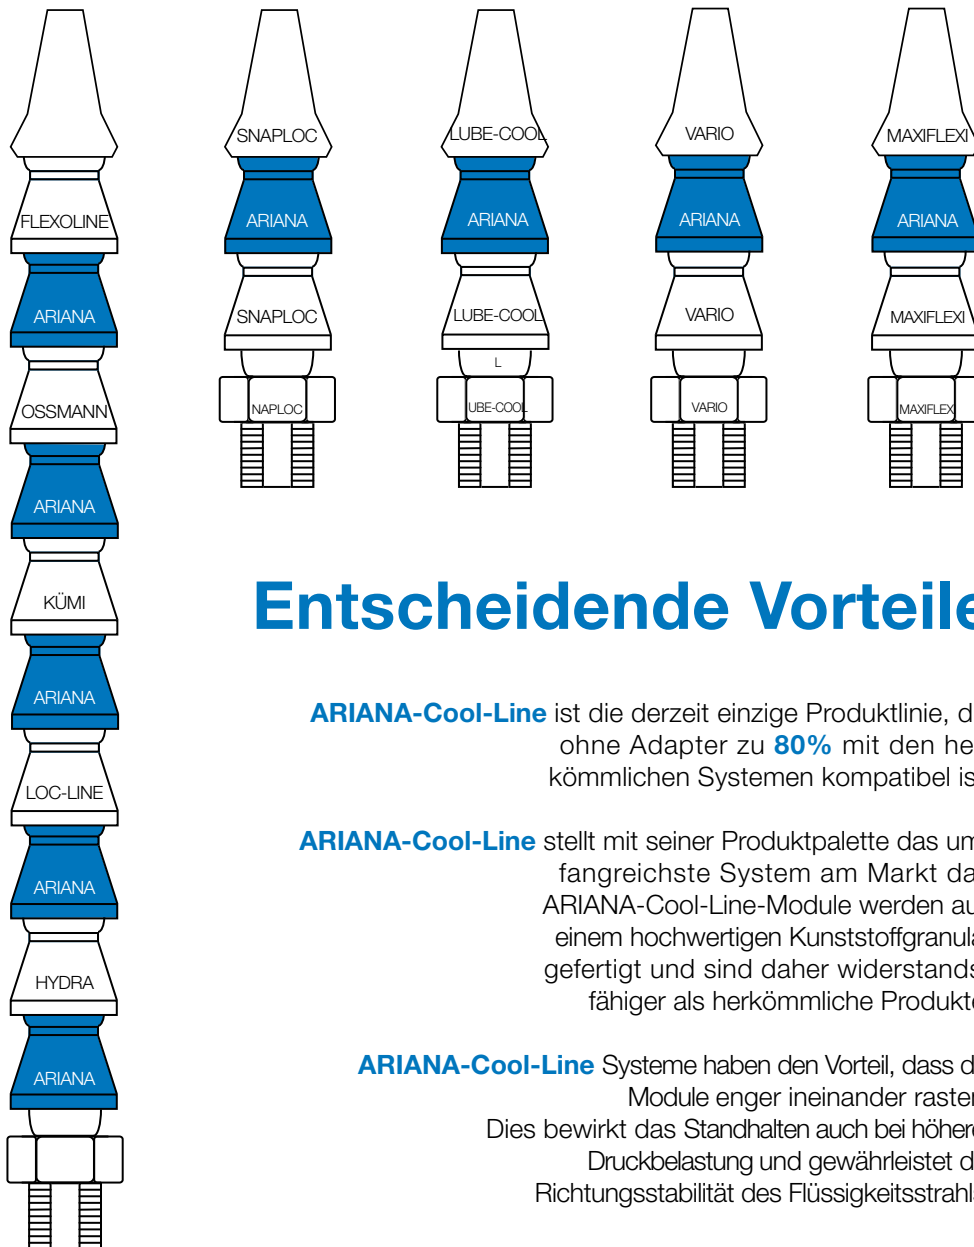 FLEXOLINE
ARIANA
OSSMANN
ARIANA
KÜMI
ARIANA
LOC-LINE
ARIANA
HYDRA
ARIANA
SNAPLOC
ARIANA
SNAPLOC
NAPLOC
LUBE-COOL
ARIANA
LUBE-COOL
L
UBE-COOL
VARIO
ARIANA
VARIO
VARIO
MAXIFLEXI
ARIANA
MAXIFLEXI
MAXIFLEX
Entscheidende Vorteile
ARIANA-Cool-Line ist die derzeit einzige Produktlinie, d
ohne Adapter zu 80% mit den he
kömmlichen Systemen kompatibel is
ARIANA-Cool-Line stellt mit seiner Produktpalette das um
fangreichste System am Markt da
ARIANA-Cool-Line-Module werden au
einem hochwertigen Kunststoffgranula
gefertigt und sind daher widerstands
fähiger als herkömmliche Produkte
ARIANA-Cool-Line Systeme haben den Vorteil, dass d
Module enger ineinander raster
Dies bewirkt das Standhalten auch bei höhere
Druckbelastung und gewährleistet d
Richtungsstabilität des Flüssigkeitsstrahls